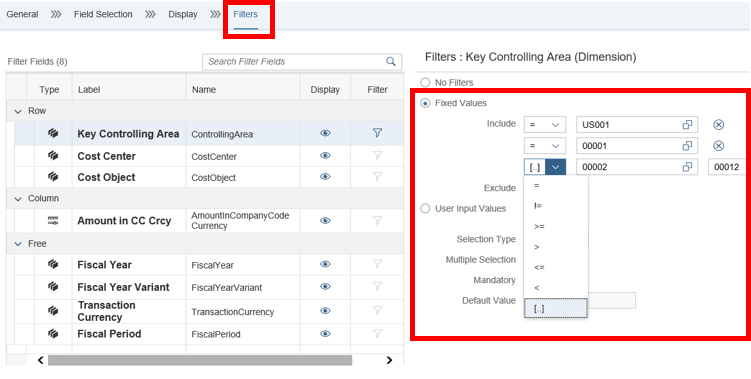 General >>> Field Selection >>> Display >>> Filters
Filter Fields (8) Search Filter Fields
Type Label Name Display Filter
Row
Key Controlling Area ControllingArea
Cost Center CostCenter
Cost Object CostObject
Column
Amount in CC Crcy AmountInCompanyCode
Currency
Free
Fiscal Year FiscalYear
Fiscal Year Variant FiscalYearVariant
Transaction
Currency TransactionCurrency
Fiscal Period FiscalPeriod
Filters : Key Controlling Area (Dimension)
No Filters
Fixed Values
Include = US001
= 00001
[..] 00002 00012
Exclude =
User Input Values !=
>=
Selection Type >
Multiple Selection <=
Mandatory <
Default Value [..]